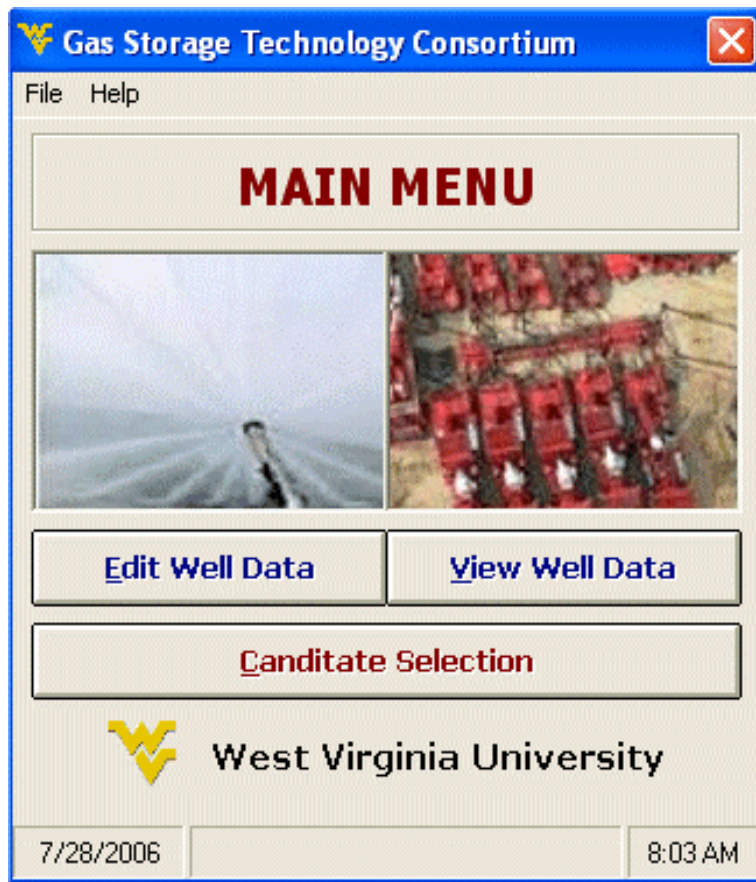 Gas Storage Technology Consortium
File Help
MAIN MENU
Edit Well Data View Well Data
Canditate Selection
West Virginia University
7/28/2006 8:03 AM